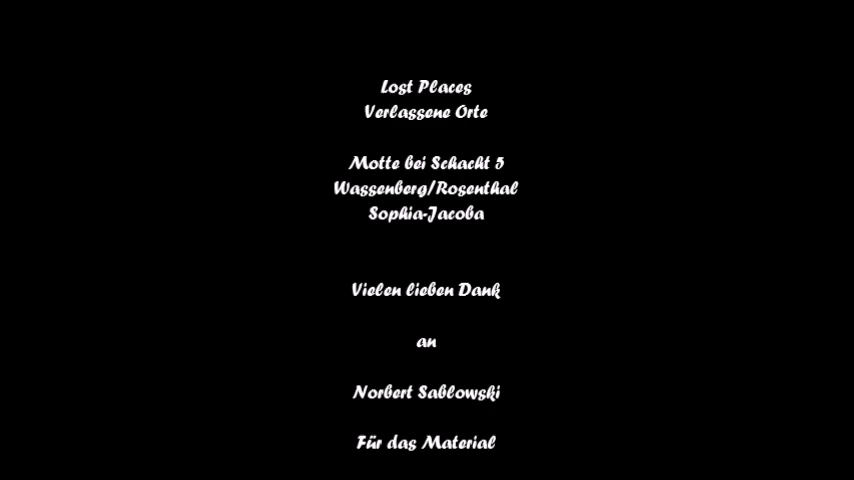 Lost Places
Verlassene Orte
Motte bei Schacht 5
Wassenberg/Rosenthal
Sophia-Jacoba
Vielen lieben Dank
an
Norbert Sablowski
Für das Material